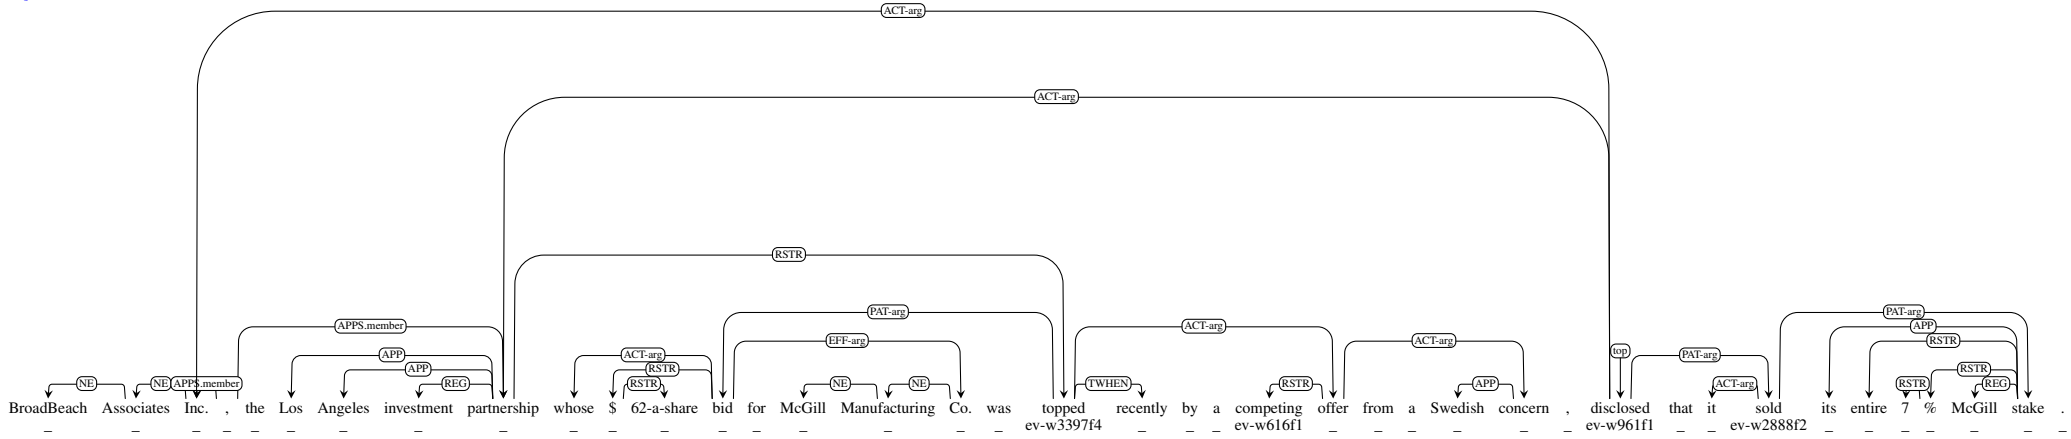 ACT-arg
ACT-arg
RSTR
PAT-arg PAT-arg
APPS.member ACT-arg APP
EFF-arg ACT-arg RSTR
top
APP ACT-arg PAT-arg
APP RSTR RSTR
NE NE APPS.member REG RSTR NE NE TWHEN RSTR APP ACT-arg RSTR REG
BroadBeach Associates Inc. , the Los Angeles investment partnership whose $ 62-a-share bid for McGill Manufacturing Co. was topped recently by a competing offer from a Swedish concern , disclosed that it sold its entire 7 % McGill stake .
_ _ _ _ _ _ _ _ _ _ _ _ _ _ _ _ _ _ ev-w3397f4 _ _ _ ev-w616f1 _ _ _ _ _ _ ev-w961f1 _ _ ev-w2888f2 _ _ _ _ _ _ _